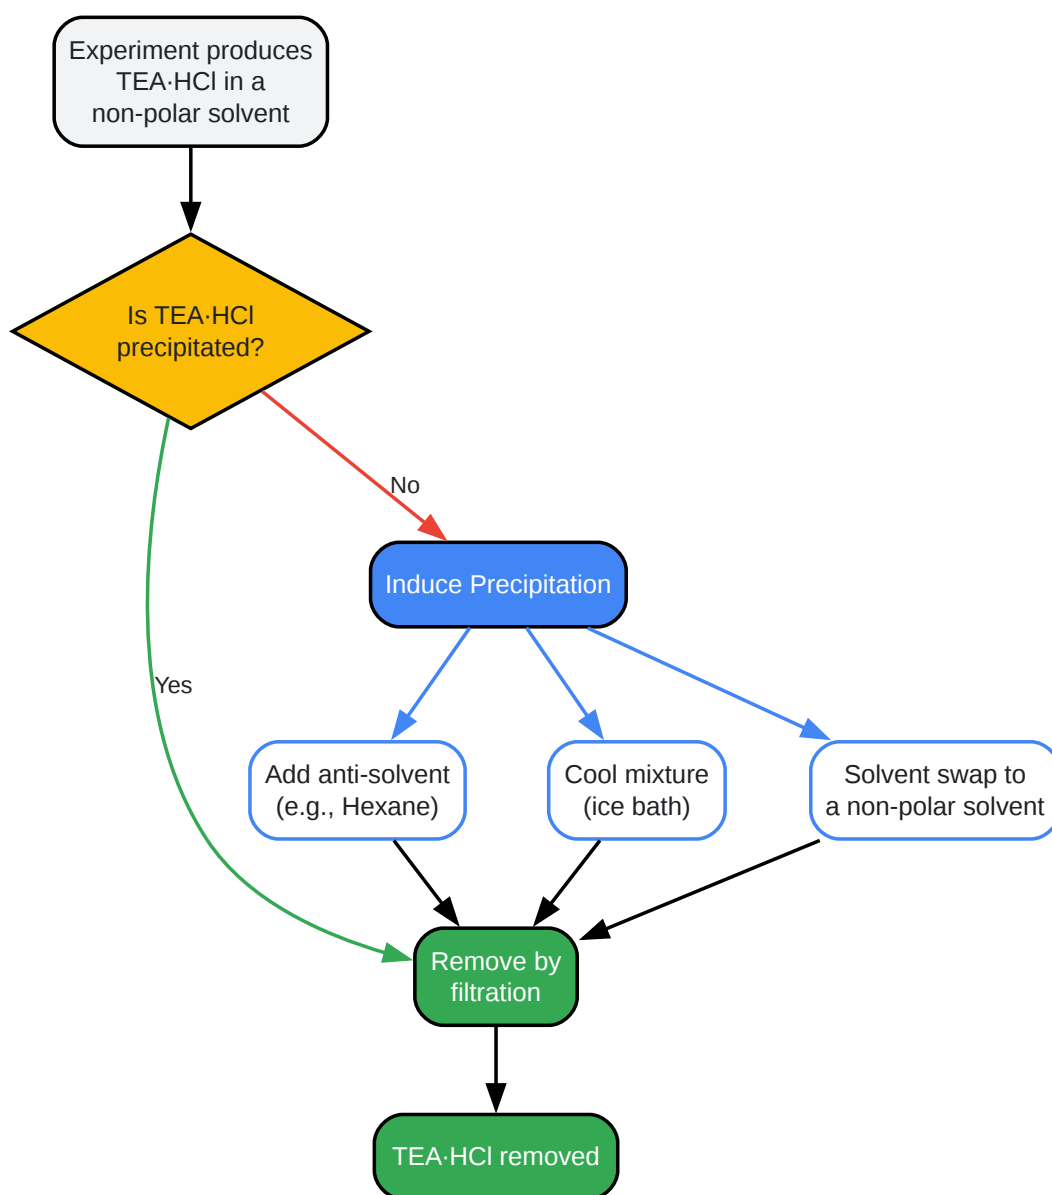 Experiment produces
TEA·HCl in a
non-polar solvent
Is TEA·HCl
precipitated?
No
Induce Precipitation
Yes
Add anti-solvent
(e.g., Hexane)
Cool mixture
(ice bath)
Solvent swap to
a non-polar solvent
Remove by
filtration
TEA·HCl removed